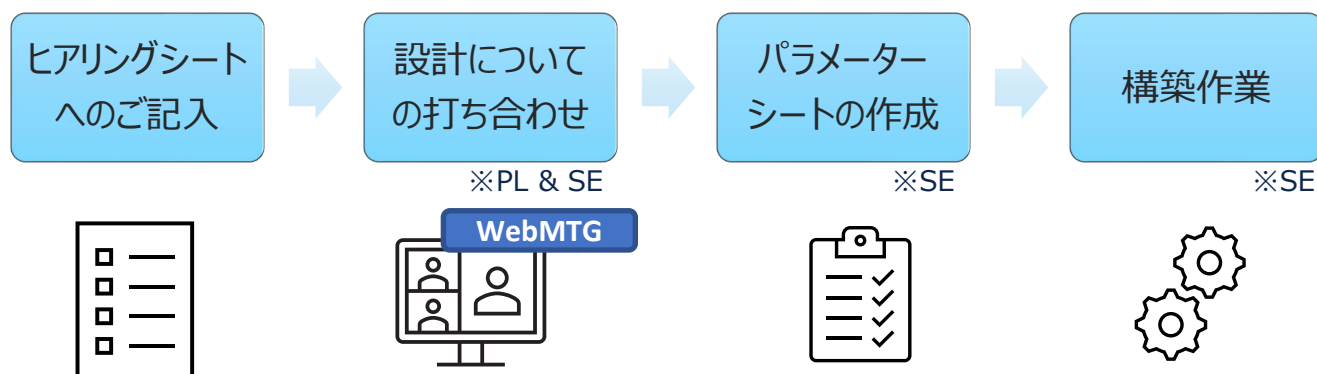 ヒアリングシート
へのご記入
設計について
の打ち合わせ
※PL & SE
WebMTG
パラメーター
シートの作成
※SE
構築作業
※SE